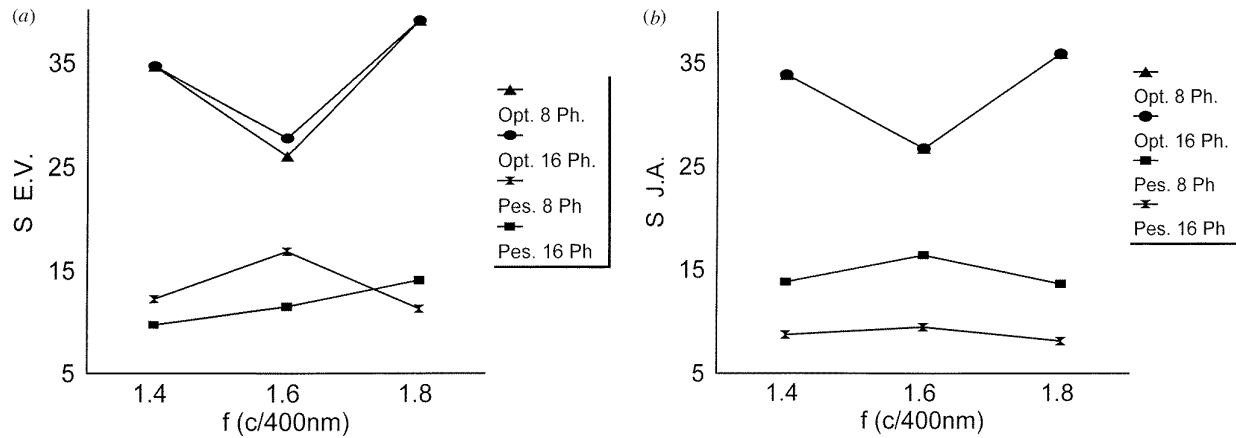 (a)
S E.V.
35
25
15
5
1.4 1.6 1.8
f (c/400nm)
Opt. 8 Ph.
Opt. 16 Ph.
Pes. 8 Ph
Pes. 16 Ph
(b)
S J.A.
35
25
15
5
1.4 1.6 1.8
f (c/400nm)
Opt. 8 Ph.
Opt. 16 Ph.
Pes. 8 Ph
Pes. 16 Ph